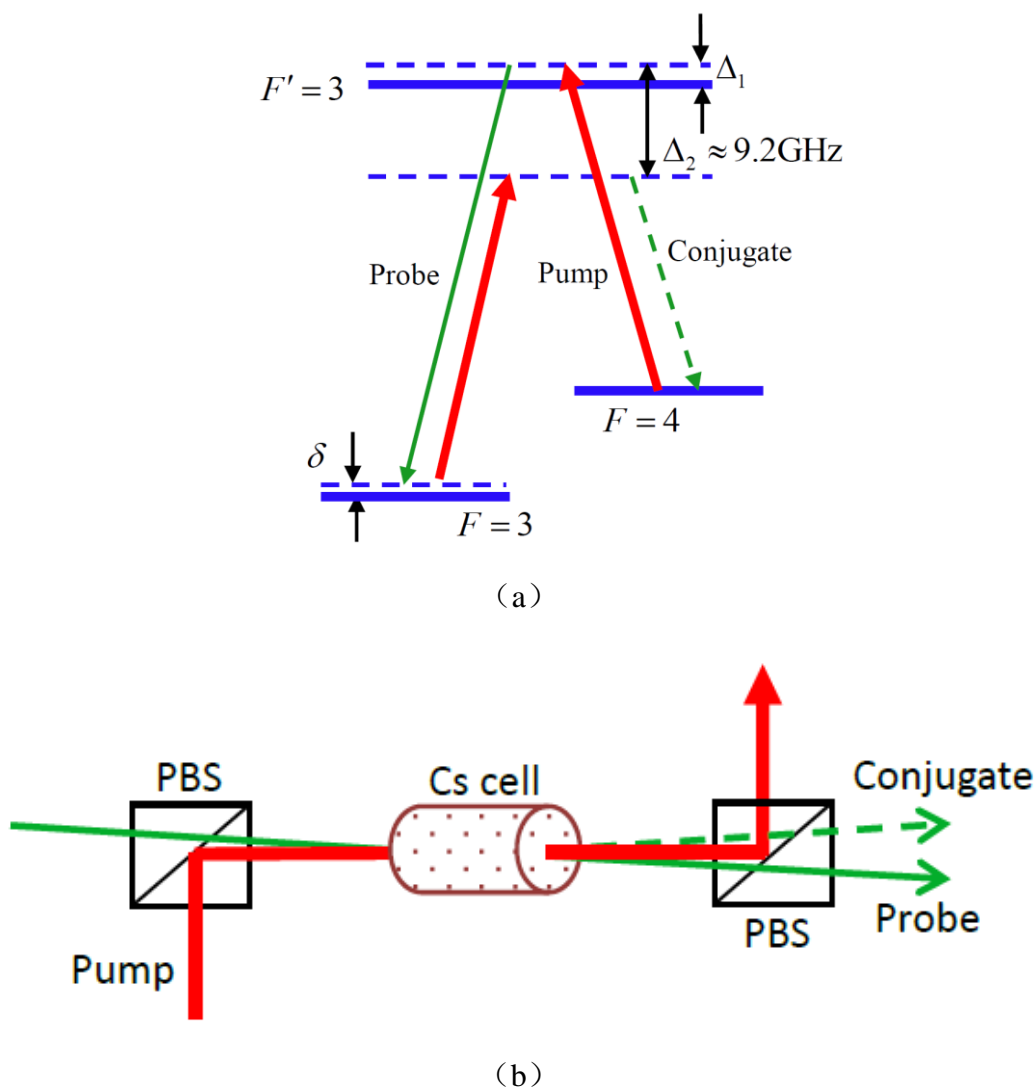 F′ = 3
Δ₁
Δ₂ ≈ 9.2GHz
Probe
Pump
Conjugate
F = 4
δ
F = 3
（a）
PBS
Cs cell
Conjugate
Probe
PBS
Pump
（b）